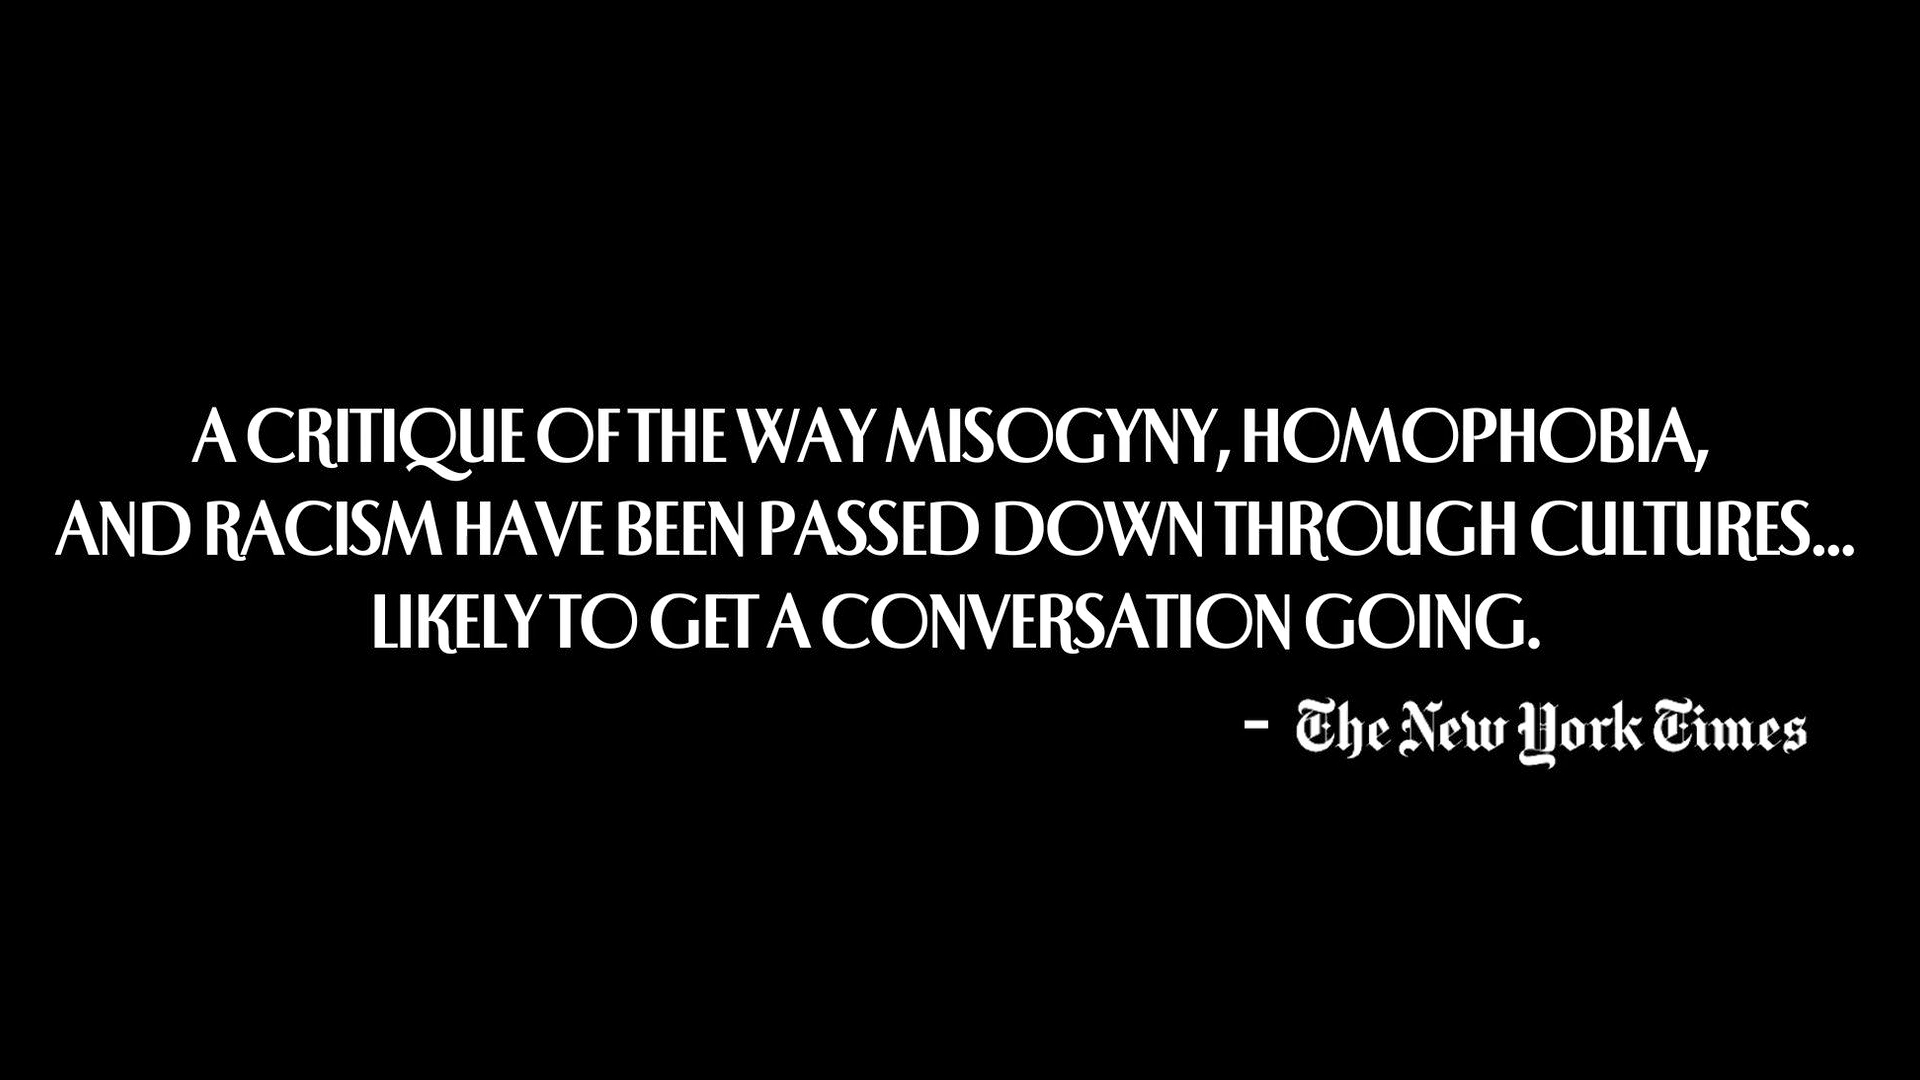 A CRITIQUE OF THE WAY MISOGYNY, HOMOPHOBIA,
AND RACISM HAVE BEEN PASSED DOWN THROUGH CULTURES...
LIKELY TO GET A CONVERSATION GOING.
- The New York Times